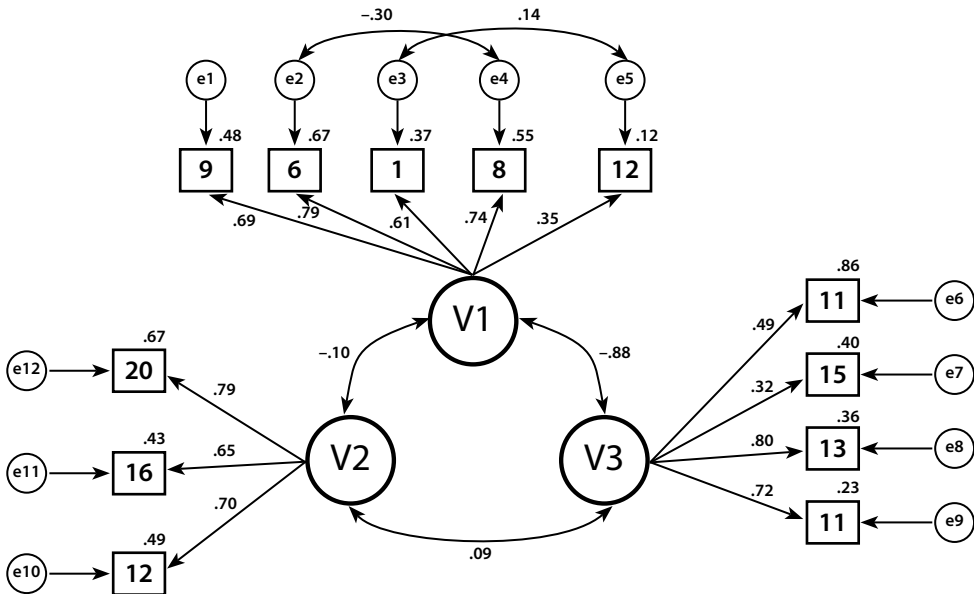 –.30 .14
e1 e2 e3 e4 e5
.48 .67 .37 .55 .12
9 6 1 8 12
.69 .79 .61 .74 .35
V1
–.10 –.88
.86
11 e6
.49
.67
e12 20
.79
.40
15 e7
.32
.43
e11 16
.65
V2 V3
.36
13 e8
.80
.70
.72
.23
11 e9
.49
e10 12
.09